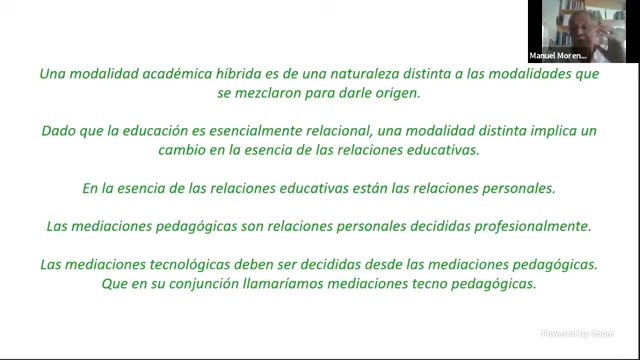 Manuel Moren...
Una modalidad académica híbrida es de una naturaleza distinta a las modalidades que
se mezclaron para darle origen.
Dado que la educación es esencialmente relacional, una modalidad distinta implica un
cambio en la esencia de las relaciones educativas.
En la esencia de las relaciones educativas están las relaciones personales.
Las mediaciones pedagógicas son relaciones personales decididas profesionalmente.
Las mediaciones tecnológicas deben ser decididas desde las mediaciones pedagógicas.
Que en su conjunción llamaríamos mediaciones tecno pedagógicas.
Powered by Zoom